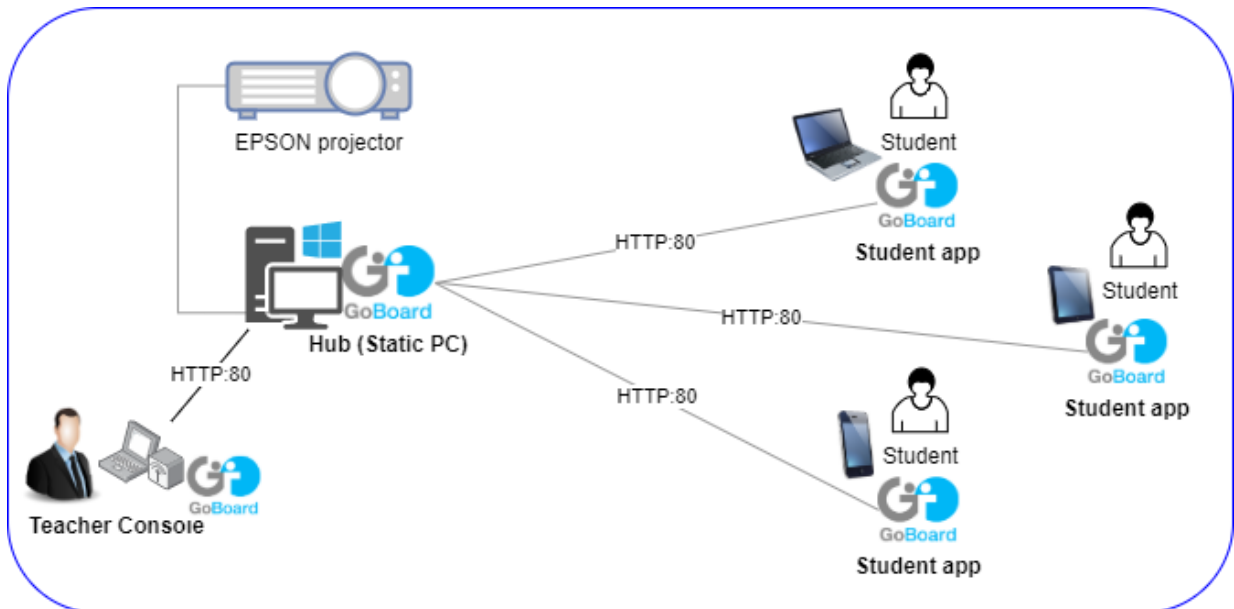 EPSON projector
Student
GoBoard
Student app
HTTP:80
Student
GoBoard
Student app
HTTP:80
GoBoard
Hub (Static PC)
HTTP:80
HTTP:80
Student
GoBoard
Student app
GoBoard
Teacher Console